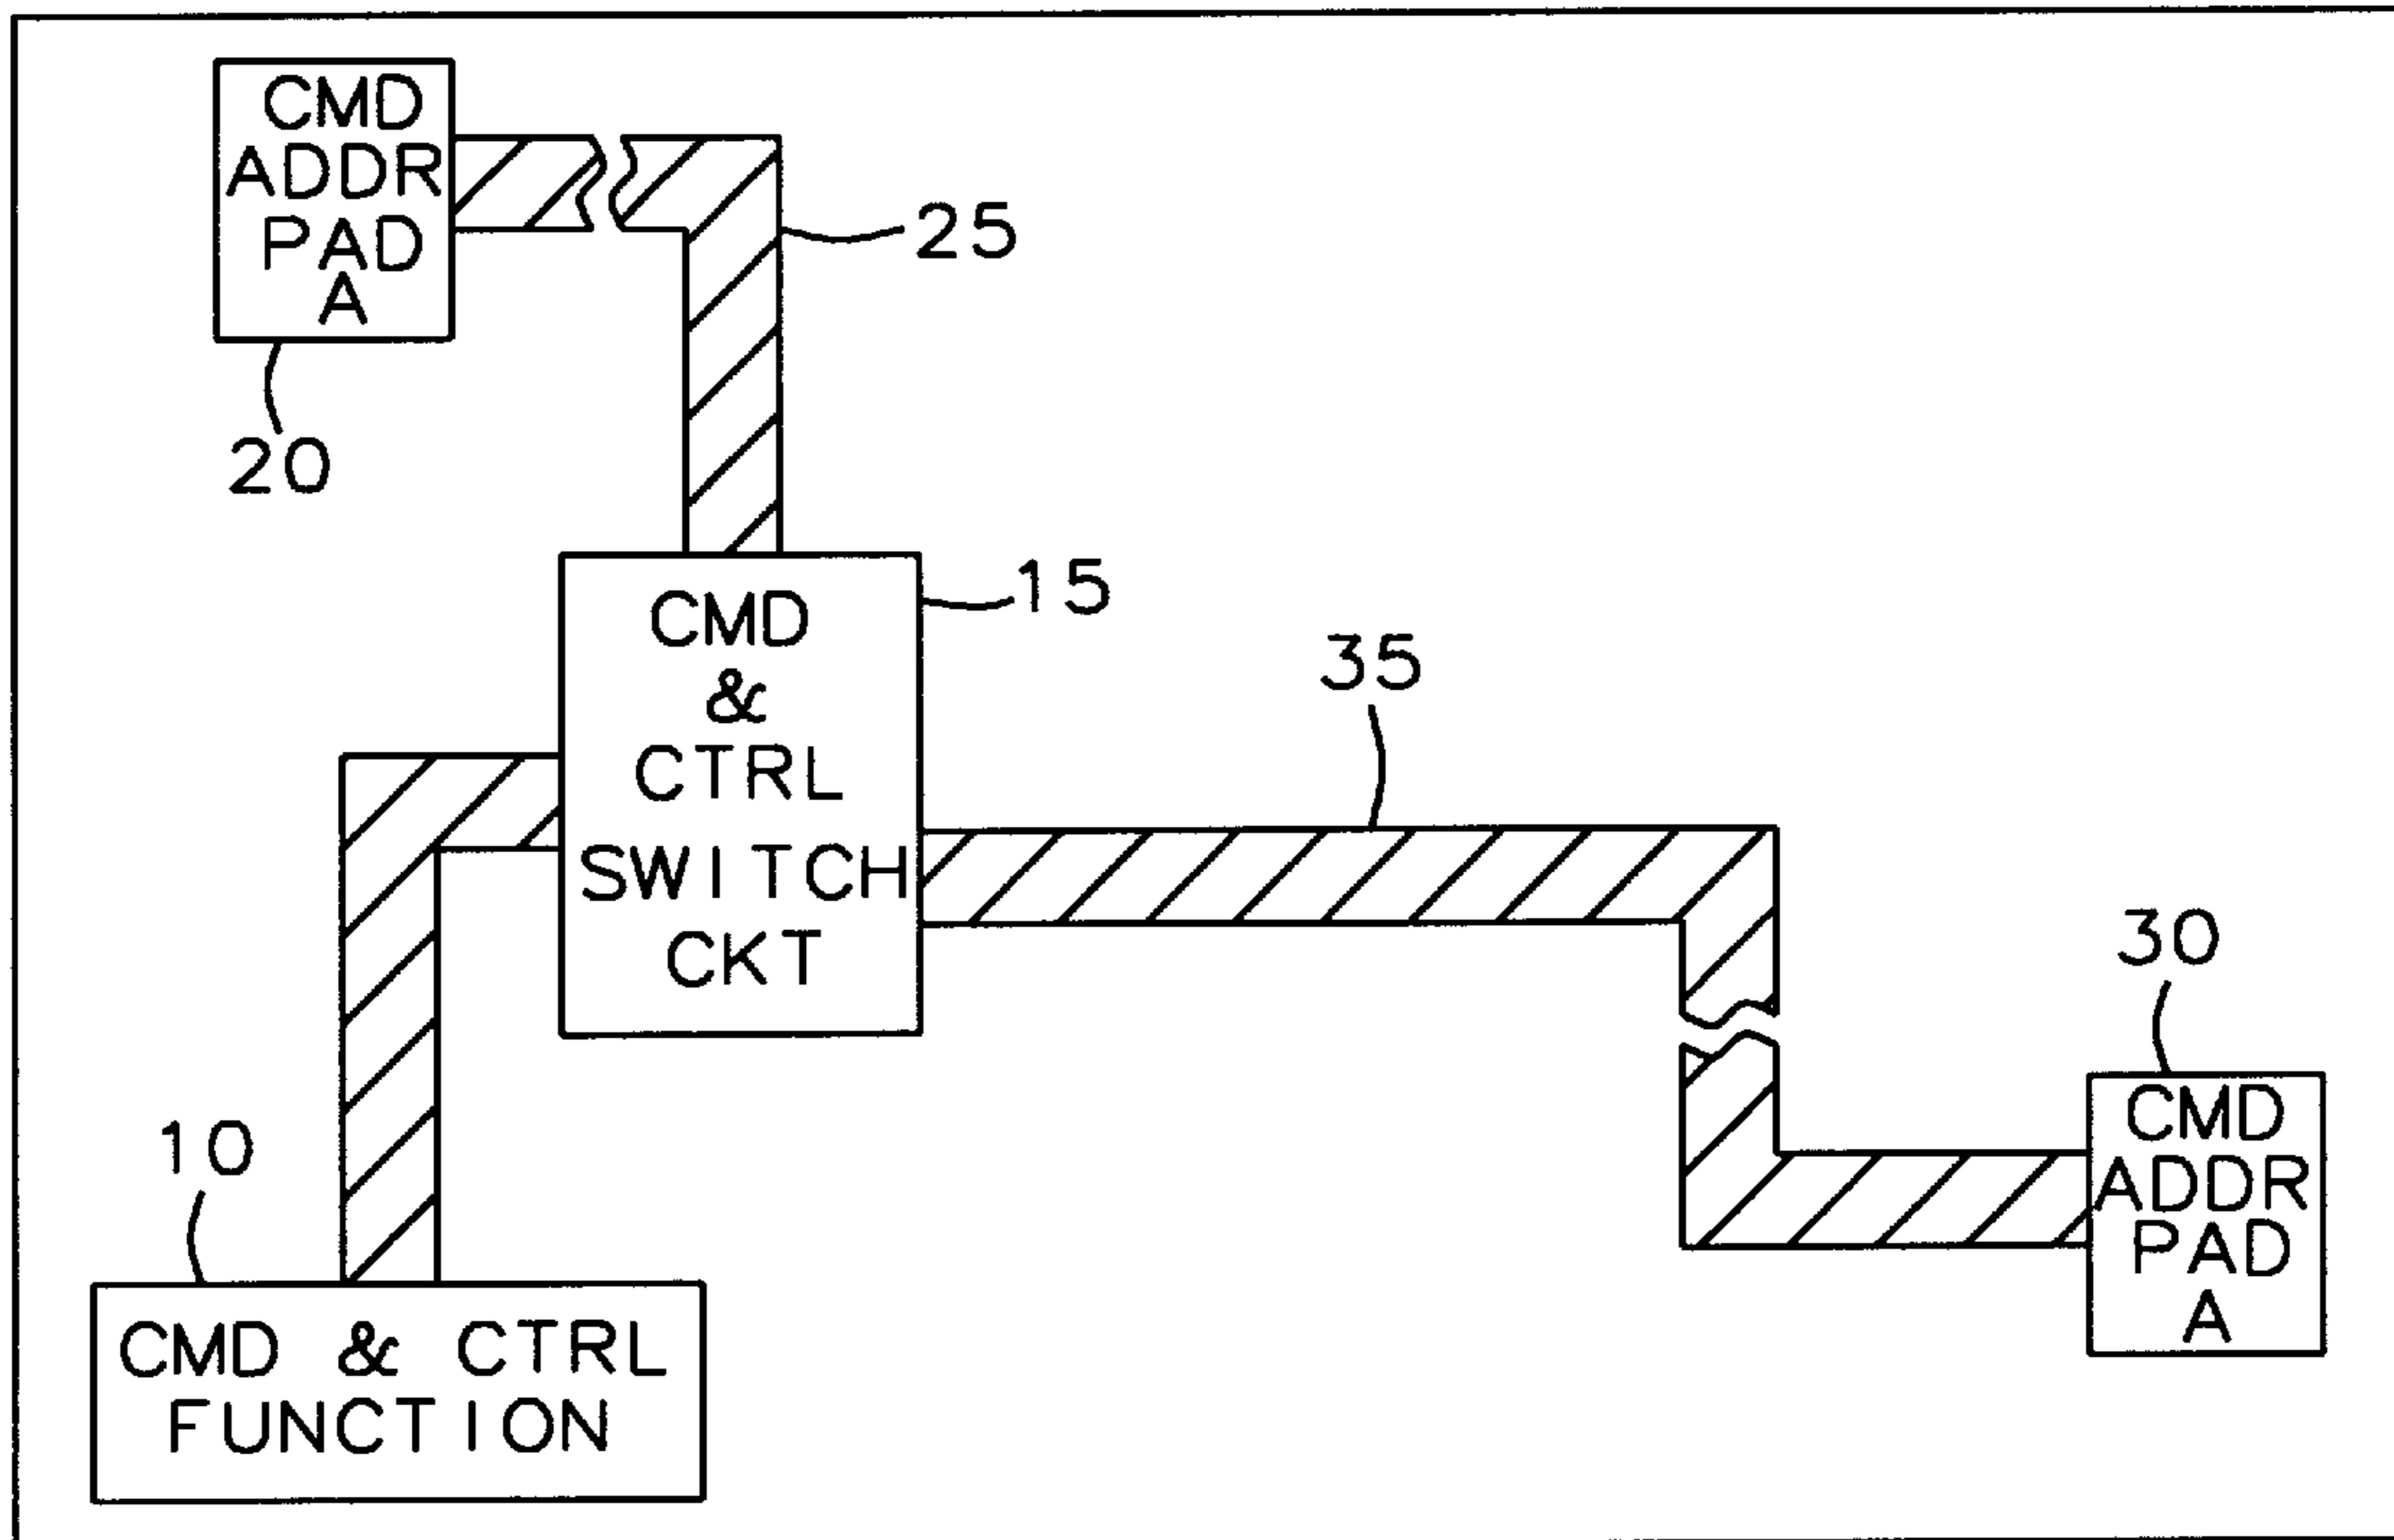 CMD
ADDR
PAD
A
20
25
CMD
&
CTRL
SWITCH
CKT
15
35
30
CMD
ADDR
PAD
A
10
CMD & CTRL
FUNCTION